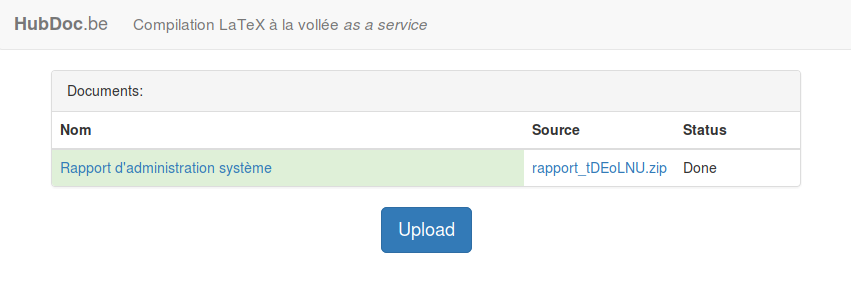 HubDoc.be Compilation LaTeX à la vollée as a service
Documents:
Nom Source Status
Rapport d'administration système rapport_tDEoLNU.zip Done
Upload